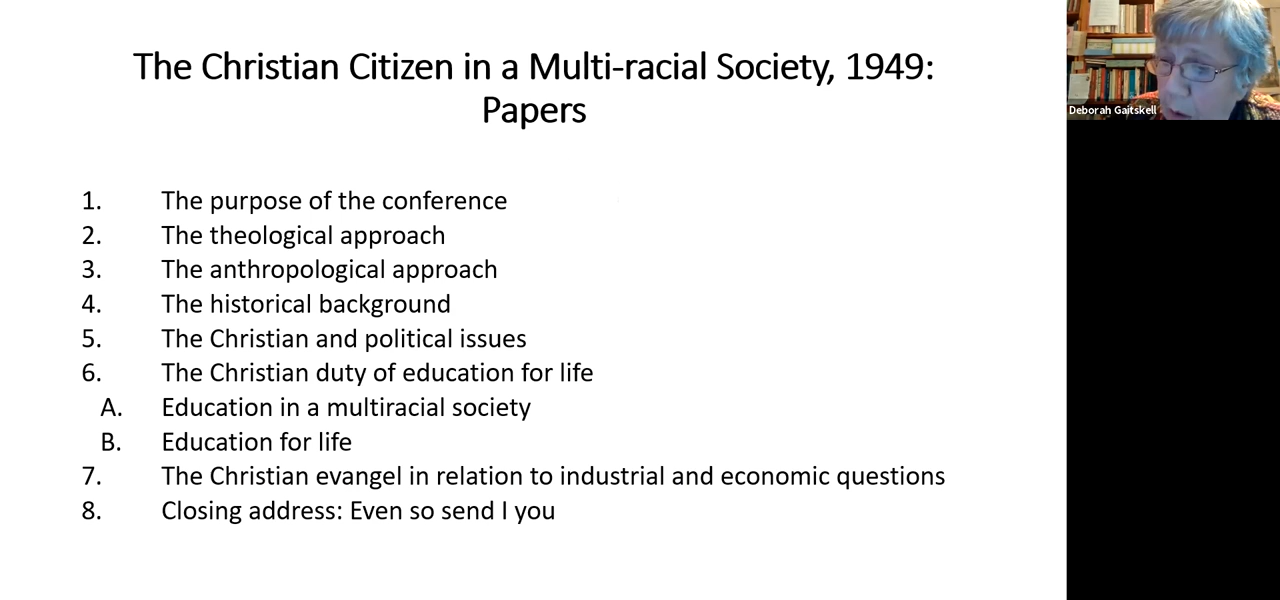 The Christian Citizen in a Multi-racial Society, 1949:
Papers
1. The purpose of the conference
2. The theological approach
3. The anthropological approach
4. The historical background
5. The Christian and political issues
6. The Christian duty of education for life
A. Education in a multiracial society
B. Education for life
7. The Christian evangel in relation to industrial and economic questions
8. Closing address: Even so send I you
Deborah Gaitskell